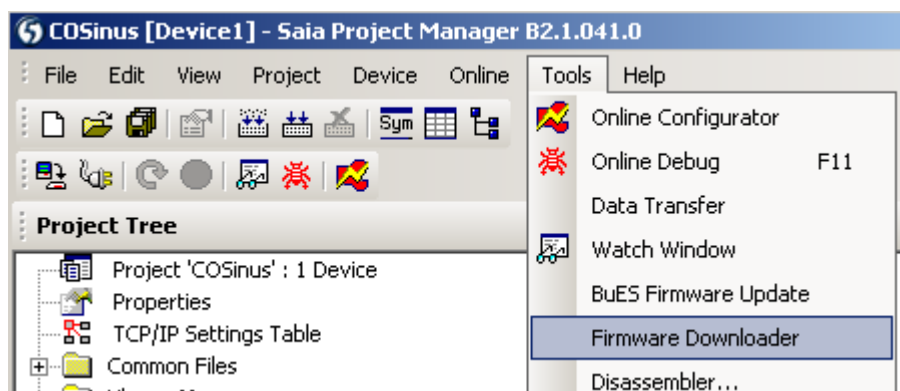 COSinus [Device1] - Saia Project Manager B2.1.041.0
File Edit View Project Device Online Tools Help
Sym
Online Configurator
Online Debug F11
Data Transfer
Watch Window
BuES Firmware Update
Firmware Downloader
Disassembler...
Project Tree
Project 'COSinus' : 1 Device
Properties
TCP/IP Settings Table
Common Files